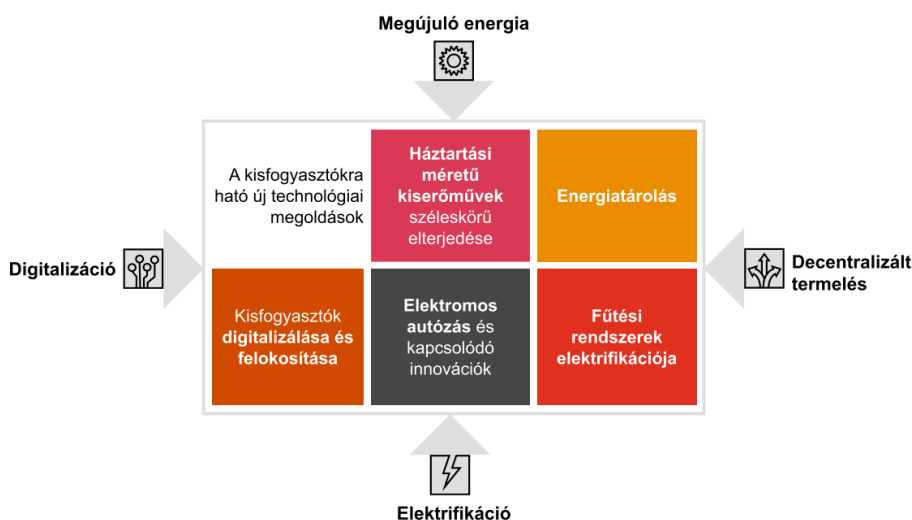 Megújuló energia
A kisfogyasztókra
ható új technológiai
megoldások
Háztartási
méretű
kiserőművek
széleskörű
elterjedése
Energiatárolás
Digitalizáció
Decentralizált
termelés
Kisfogyasztók
digitalizálása és
felokosítása
Elektromos
autózás és
kapcsolódó
innovációk
Fűtési
rendszerek
elektrifikációja
Elektrifikáció